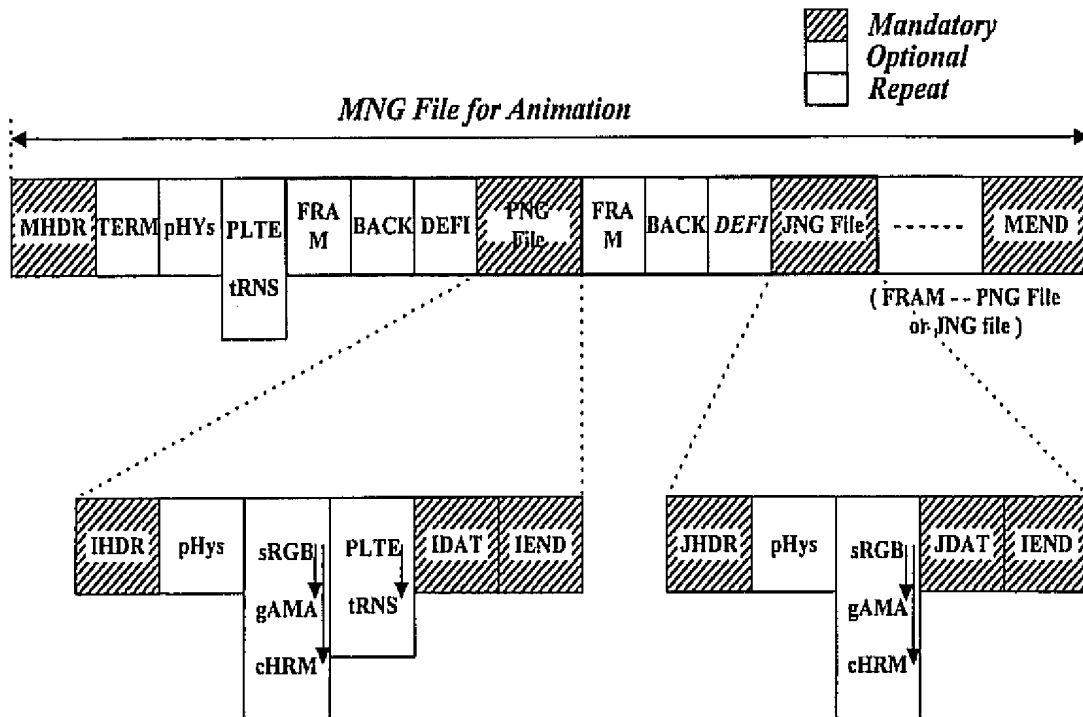 Mandatory
Optional
Repeat
MNG File for Animation
MHDR TERM pHYs PLTE FRA BACK DEFI PNG FRA BACK DEFI JNG File ------ MEND
M File M
tRNS
( FRAM -- PNG File
or JNG file )
IHDR pHys sRGB PLTE IDAT IEND
gAMA tRNS
cHRM
JHDR pHys sRGB JDAT IEND
gAMA
cHRM